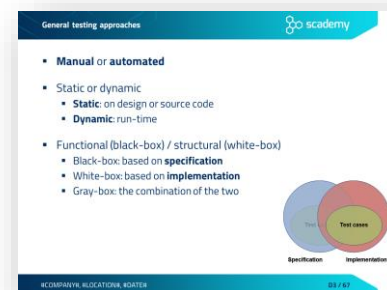 General testing approaches
scademy
Manual or automated
Static or dynamic
Static: on design or source code
Dynamic: run-time
Functional (black-box) / structural (white-box)
Black-box: based on specification
White-box: based on implementation
Gray-box: the combination of the two
Test cases
Specification
Implementation
#COMPANY#, #LOCATION#, #DATE#
D3 / 67